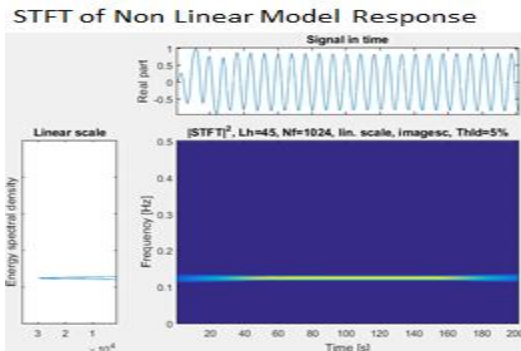 STFT of Non Linear Model Response
Signal in time
Real part
1
0.5
0
-0.5
Linear scale
Energy spectral density
3 2 1
× 10⁴
|STFT|², Lh=45, Nf=1024, lin. scale, imagesc, Thld=5%
Frequency [Hz]
0.5
0.4
0.3
0.2
0.1
0
20 40 60 80 100 120 140 160 180 200
Time [s]